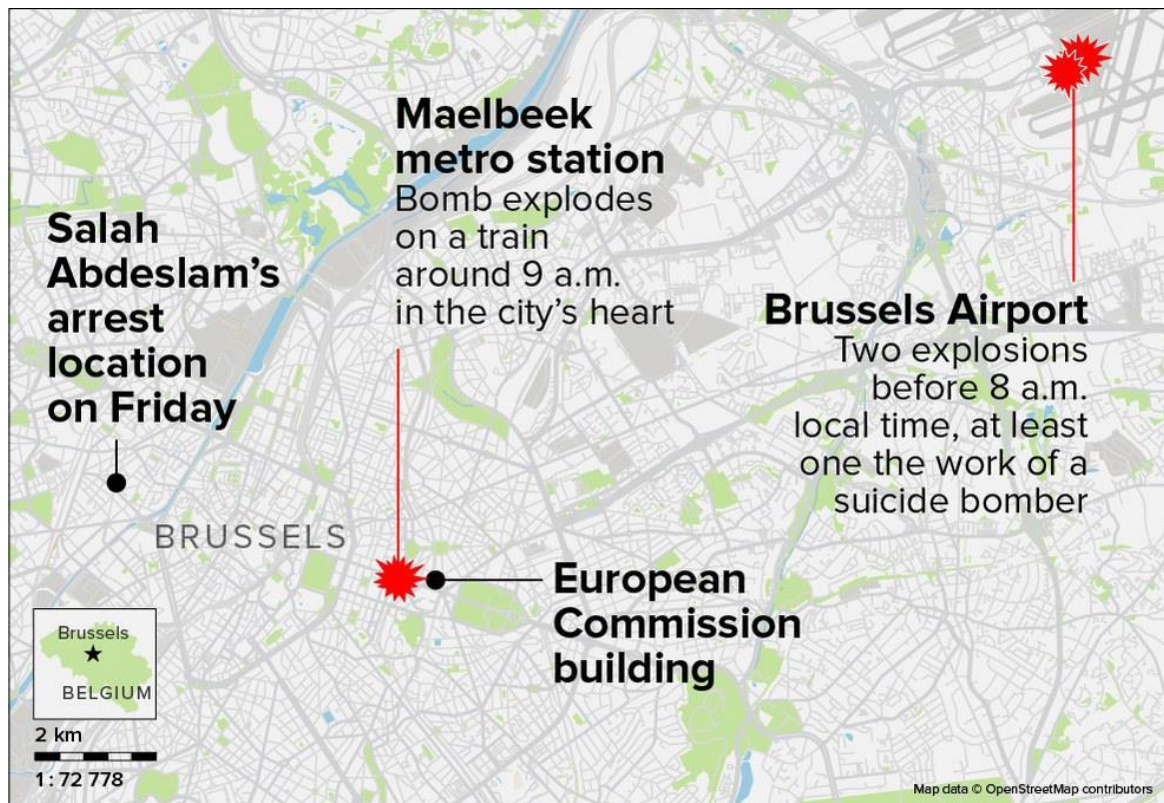 Maelbeek
metro station
Bomb explodes
on a train
around 9 a.m.
in the city's heart
Salah
Abdeslam's
arrest
location
on Friday
Brussels Airport
Two explosions
before 8 a.m.
local time, at least
one the work of a
suicide bomber
BRUSSELS
European
Commission
building
Brussels
BELGIUM
2 km
1 : 72 778
Map data © OpenStreetMap contributors